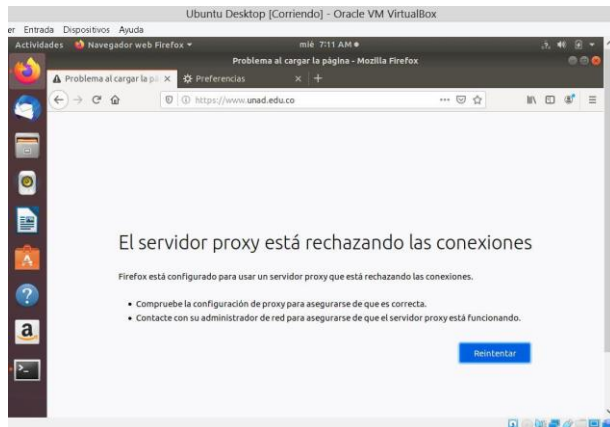 Ubuntu Desktop [Corriendo] - Oracle VM VirtualBox
er Entrada Dispositivos Ayuda
Actividades Navegador web Firefox mié 7:11 AM
Problema al cargar la página - Mozilla Firefox
Problema al cargar la pá Preferencias
https://www.unad.edu.co
El servidor proxy está rechazando las conexiones
Firefox está configurado para usar un servidor proxy que está rechazando las conexiones.
• Compruebe la configuración de proxy para asegurarse de que es correcta.
• Contacte con su administrador de red para asegurarse de que el servidor proxy está funcionando.
Reintentar